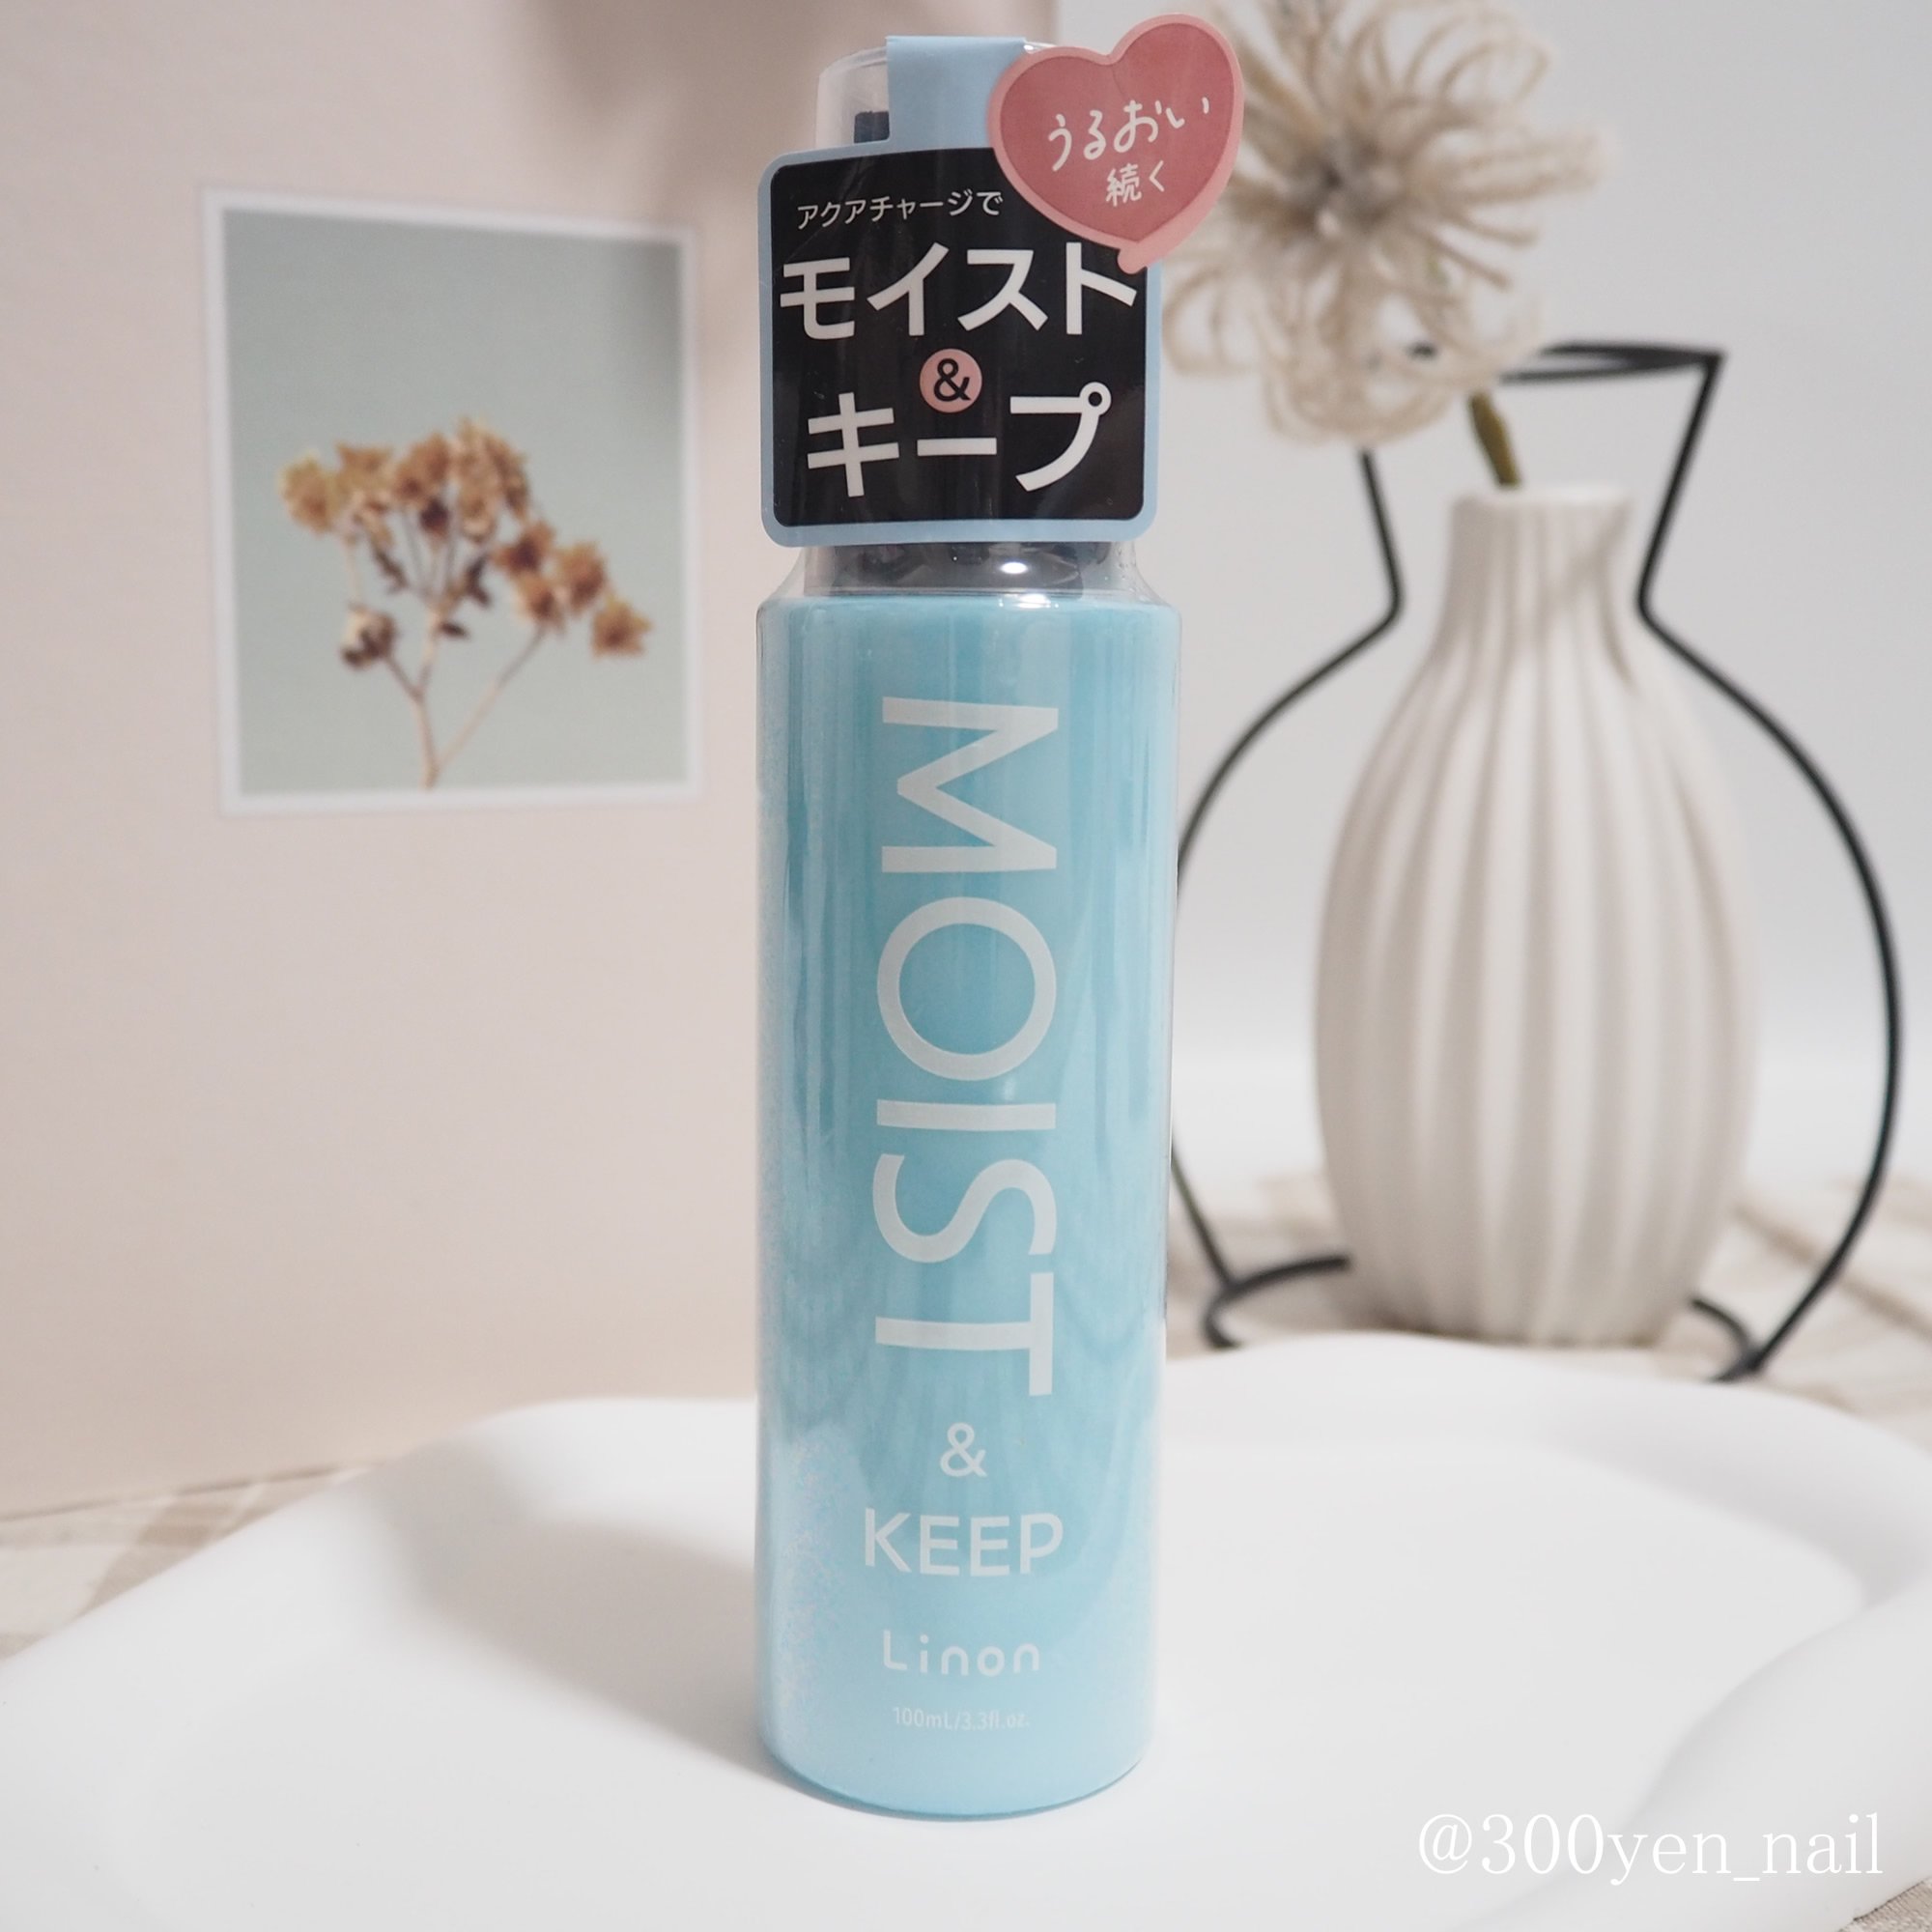 うるおい
続く
アクアチャージで
モイスト
&
キープ
MOIST
&
KEEP
Linon
100mL/3.3fl.oz.
@300yen_nail